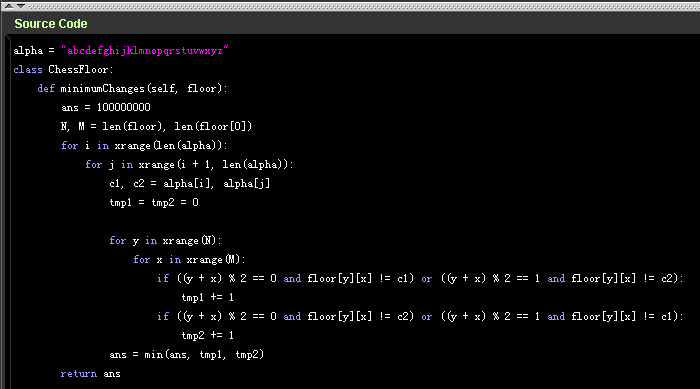 Source Code
alpha = "abcdefghijklmnopqrstuvwxyz"
class ChessFloor:
    def minimumChanges(self, floor):
        ans = 100000000
        N, M = len(floor), len(floor[0])
        for i in xrange(len(alpha)):
            for j in xrange(i + 1, len(alpha)):
                c1, c2 = alpha[i], alpha[j]
                tmp1 = tmp2 = 0
                for y in xrange(N):
                    for x in xrange(M):
                        if ((y + x) % 2 == 0 and floor[y][x] != c1) or ((y + x) % 2 == 1 and floor[y][x] != c2):
                            tmp1 += 1
                        if ((y + x) % 2 == 0 and floor[y][x] != c2) or ((y + x) % 2 == 1 and floor[y][x] != c1):
                            tmp2 += 1
                ans = min(ans, tmp1, tmp2)
        return ans